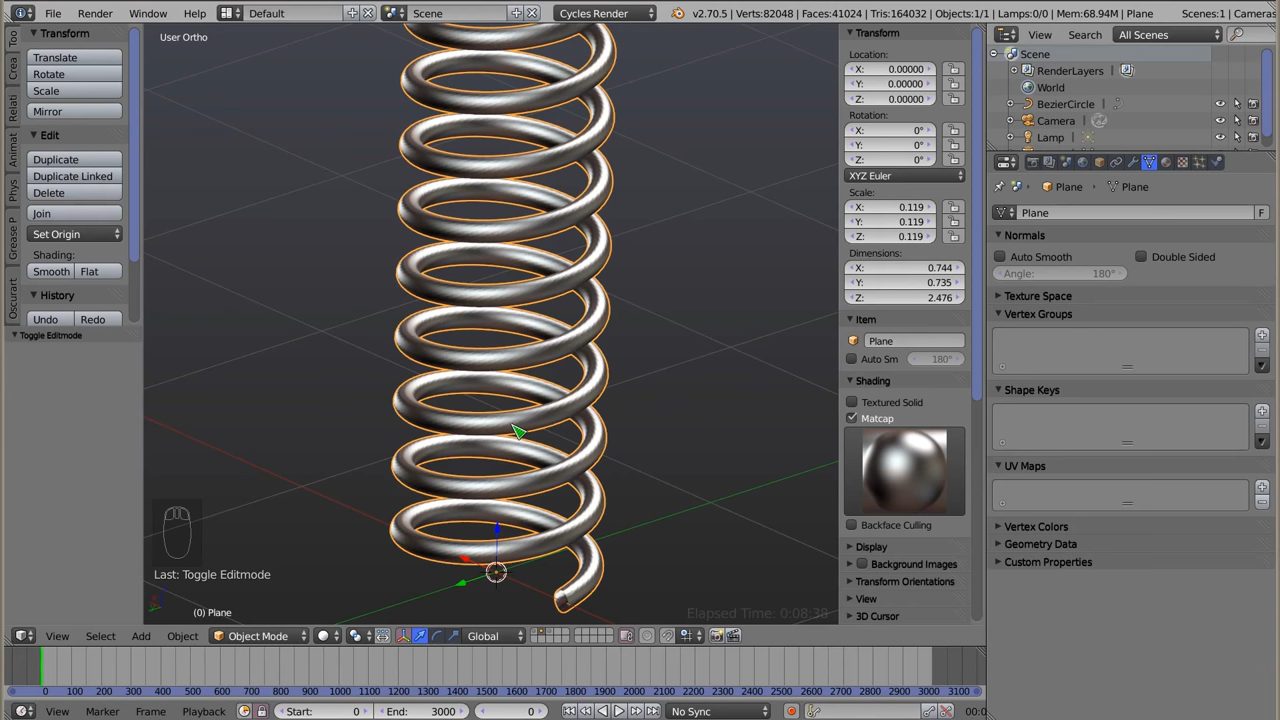 File Render Window Help Default Scene Cycles Render v2.70.5 | Verts:82048 | Faces:41024 | Tris:164032 | Objects:1/1 | Lamps:0/0 | Mem:68.94M | Plane Scenes:1 | Cameras
User Ortho
Too
Crea
Relati
Animat
Phys
Grease P
Oscurart
Transform
Translate
Rotate
Scale
Mirror
Edit
Duplicate
Duplicate Linked
Delete
Join
Set Origin
Shading:
Smooth Flat
History
Undo Redo
Toggle Editmode
Last: Toggle Editmode
(0) Plane
Elapsed Time: 0:08:38
Transform
Location:
X: 0.00000
Y: 0.00000
Z: 0.00000
Rotation:
X: 0°
Y: 0°
Z: 0°
XYZ Euler
Scale:
X: 0.119
Y: 0.119
Z: 0.119
Dimensions:
X: 0.744
Y: 0.735
Z: 2.476
Item
Plane
Auto Sm 180°
Shading
Textured Solid
Matcap
Backface Culling
Display
Background Images
Transform Orientations
View
3D Cursor
View Search All Scenes
Scene
RenderLayers
World
BezierCircle
Camera
Lamp
Plane Plane
Plane F
Normals
Auto Smooth Double Sided
Angle: 180°
Texture Space
Vertex Groups
Shape Keys
UV Maps
Vertex Colors
Geometry Data
Custom Properties
View Select Add Object Object Mode Global
0 100 200 300 400 500 600 700 800 900 1000 1100 1200 1300 1400 1500 1600 1700 1800 1900 2000 2100 2200 2300 2400 2500 2600 2700 2800 2900 3000 3100
View Marker Frame Playback Start: 0 End: 3000 0 No Sync 00:0